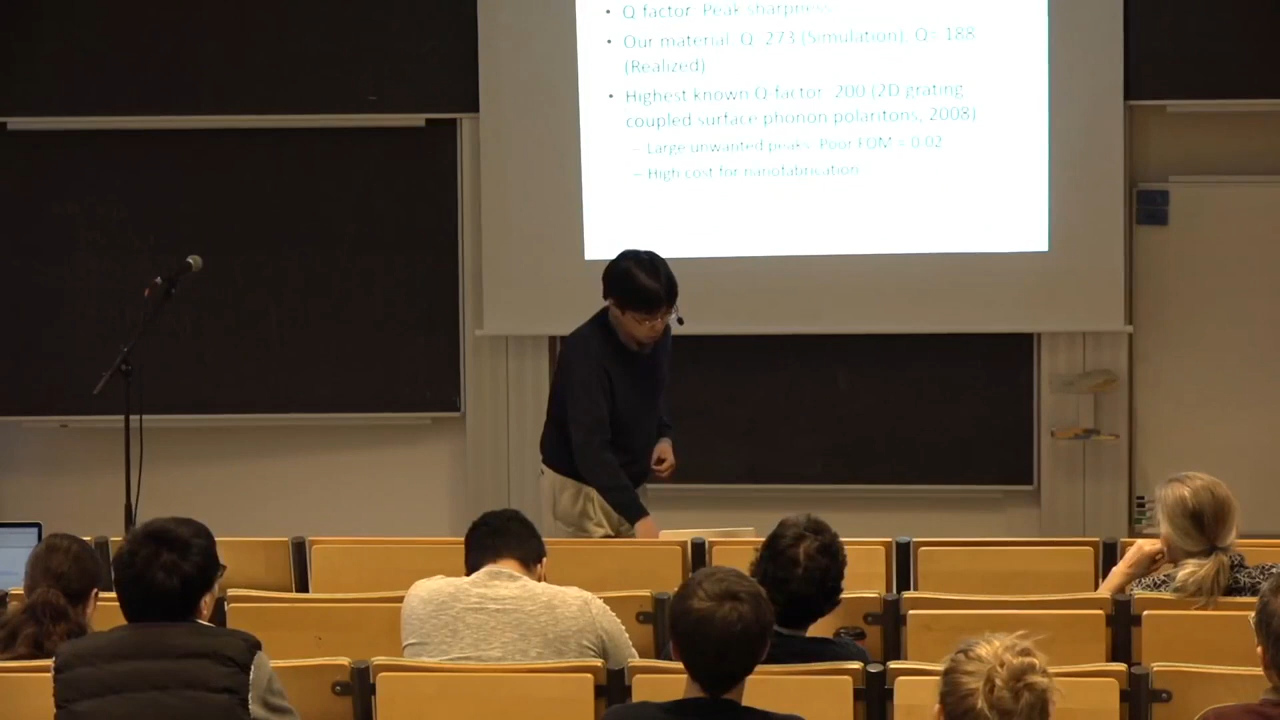 • Q factor: Peak sharpness
• Our material: Q=273 (Simulation), Q= 188
(Realized)
• Highest known Q-factor: 200 (2D grating
coupled surface phonon polaritons, 2008)
– Large unwanted peaks: Poor FOM = 0.02
– High cost for nanofabrication